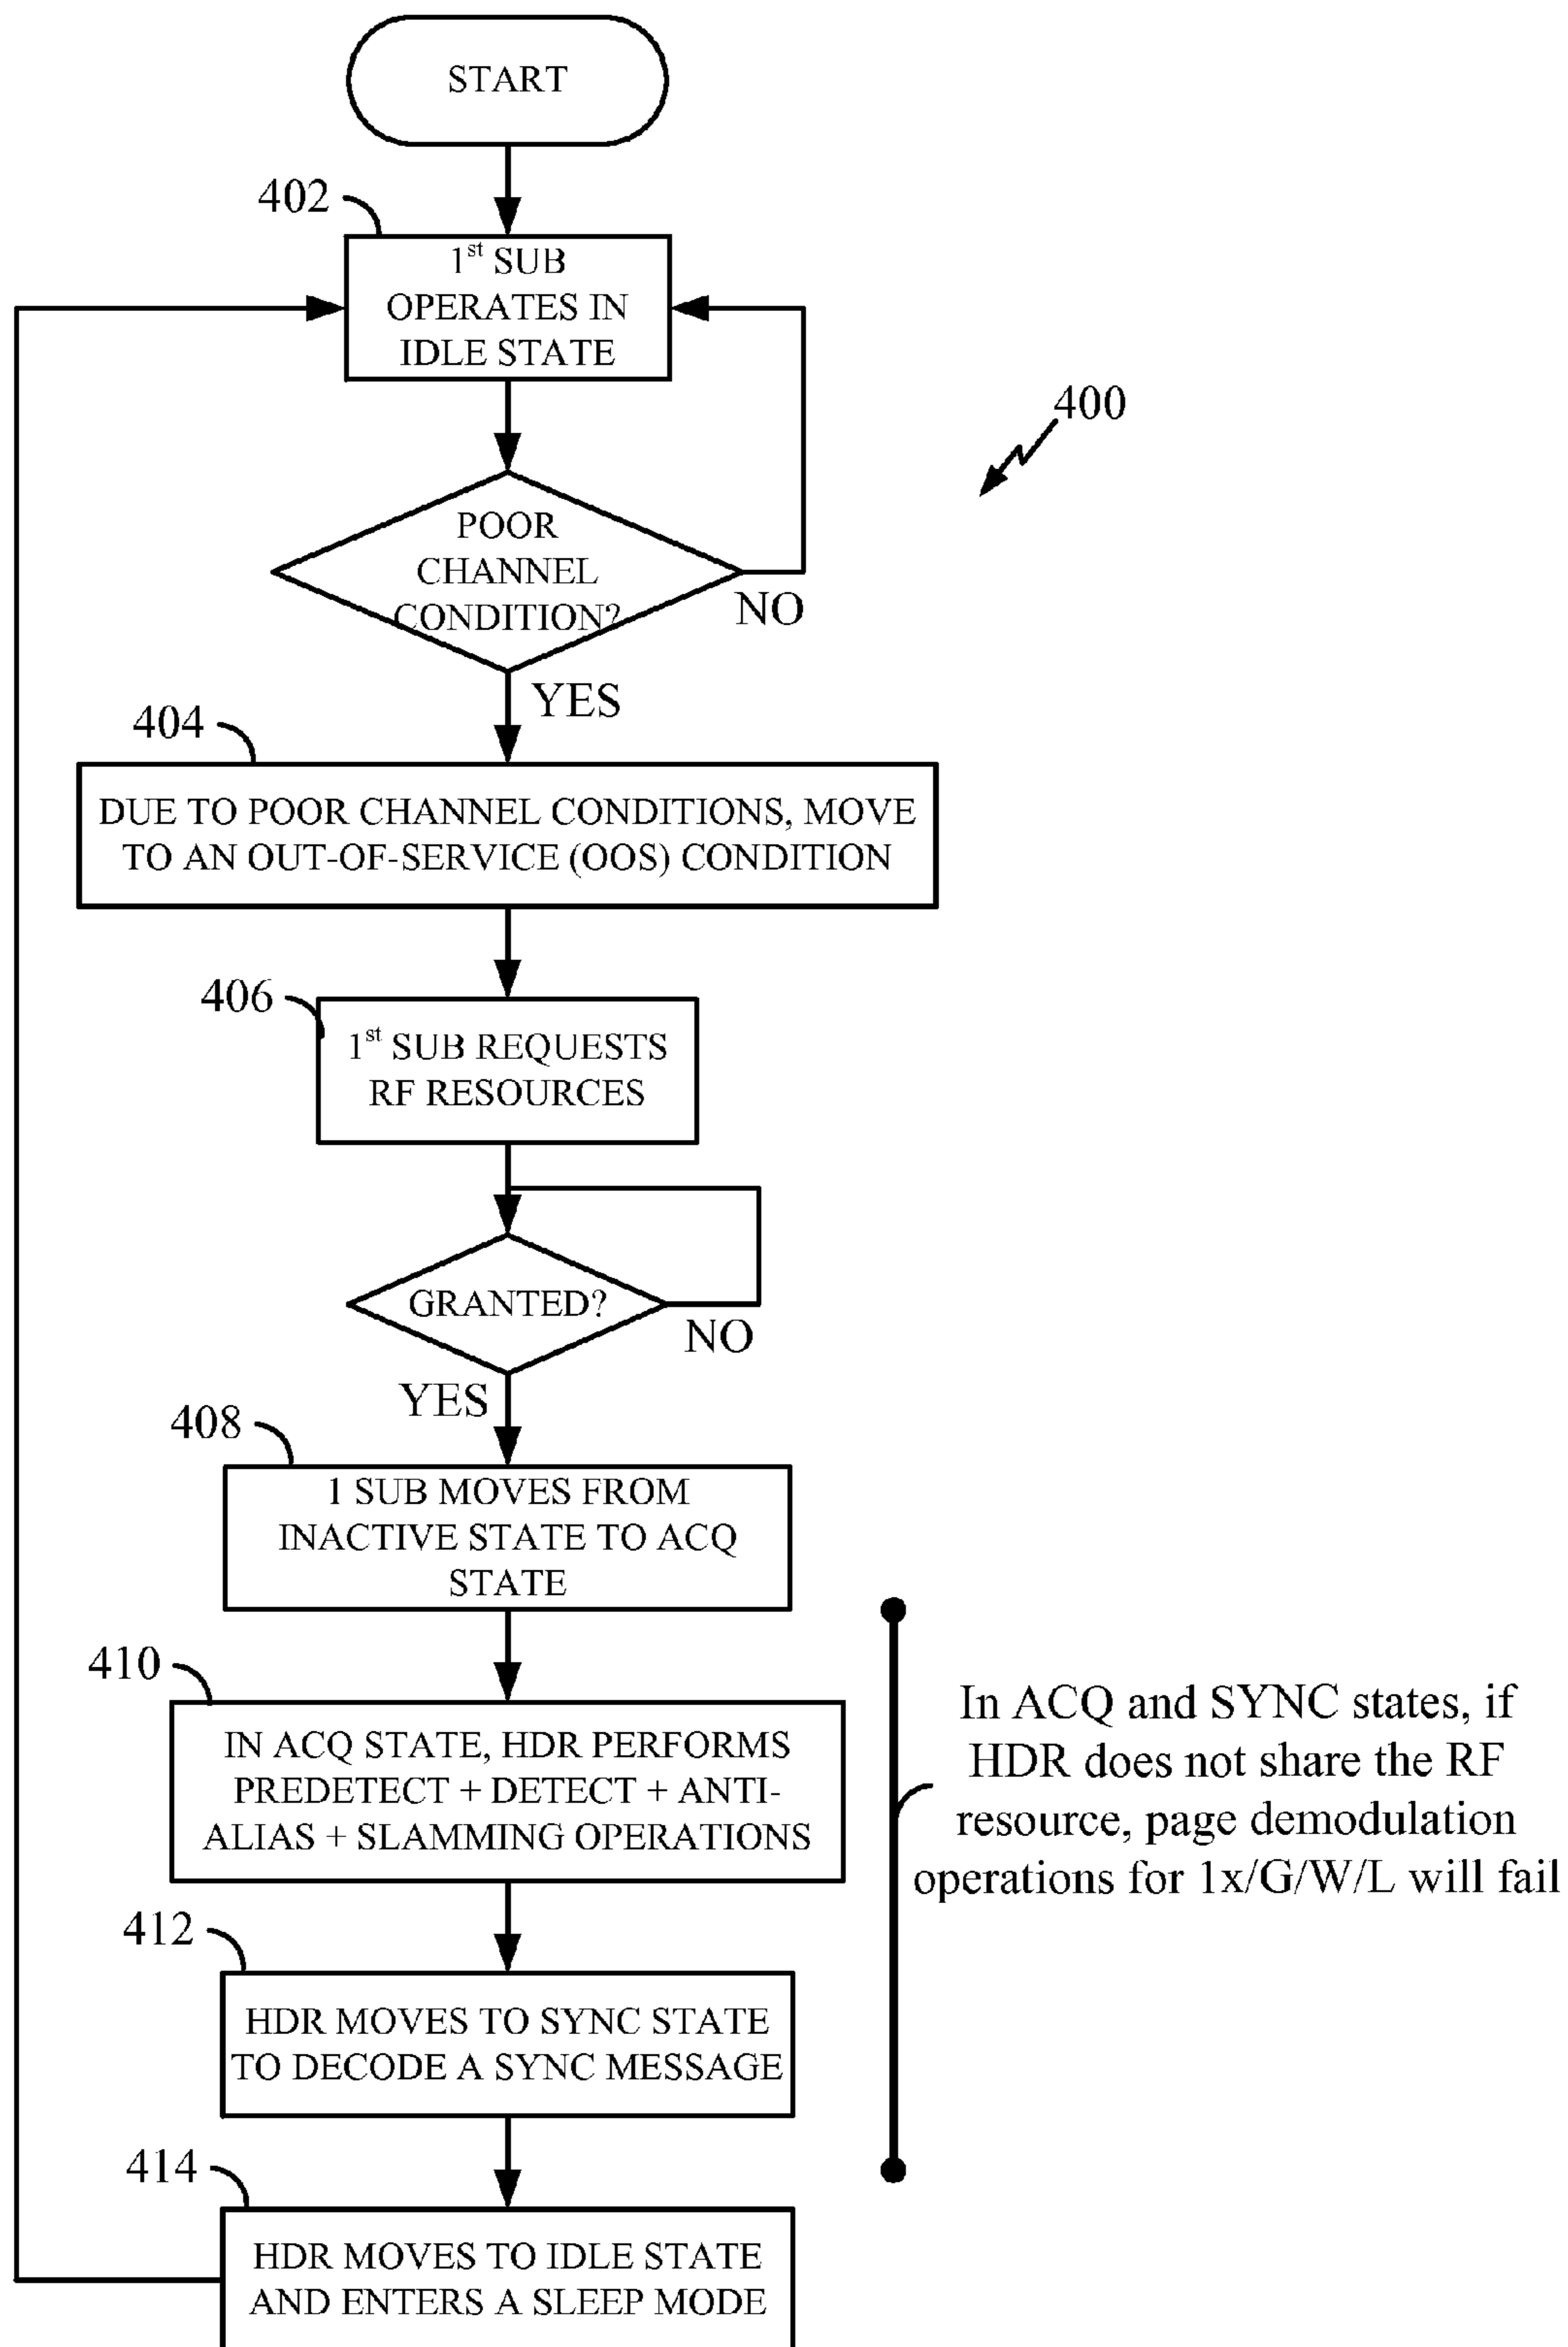 START
402
1st SUB
OPERATES IN
IDLE STATE
400
POOR
CHANNEL
CONDITION?
NO
YES
404
DUE TO POOR CHANNEL CONDITIONS, MOVE
TO AN OUT-OF-SERVICE (OOS) CONDITION
406
1st SUB REQUESTS
RF RESOURCES
GRANTED?
NO
YES
408
1 SUB MOVES FROM
INACTIVE STATE TO ACQ
STATE
410
IN ACQ STATE, HDR PERFORMS
PREDETECT + DETECT + ANTI-
ALIAS + SLAMMING OPERATIONS
In ACQ and SYNC states, if
HDR does not share the RF
resource, page demodulation
operations for 1x/G/W/L will fail
412
HDR MOVES TO SYNC STATE
TO DECODE A SYNC MESSAGE
414
HDR MOVES TO IDLE STATE
AND ENTERS A SLEEP MODE